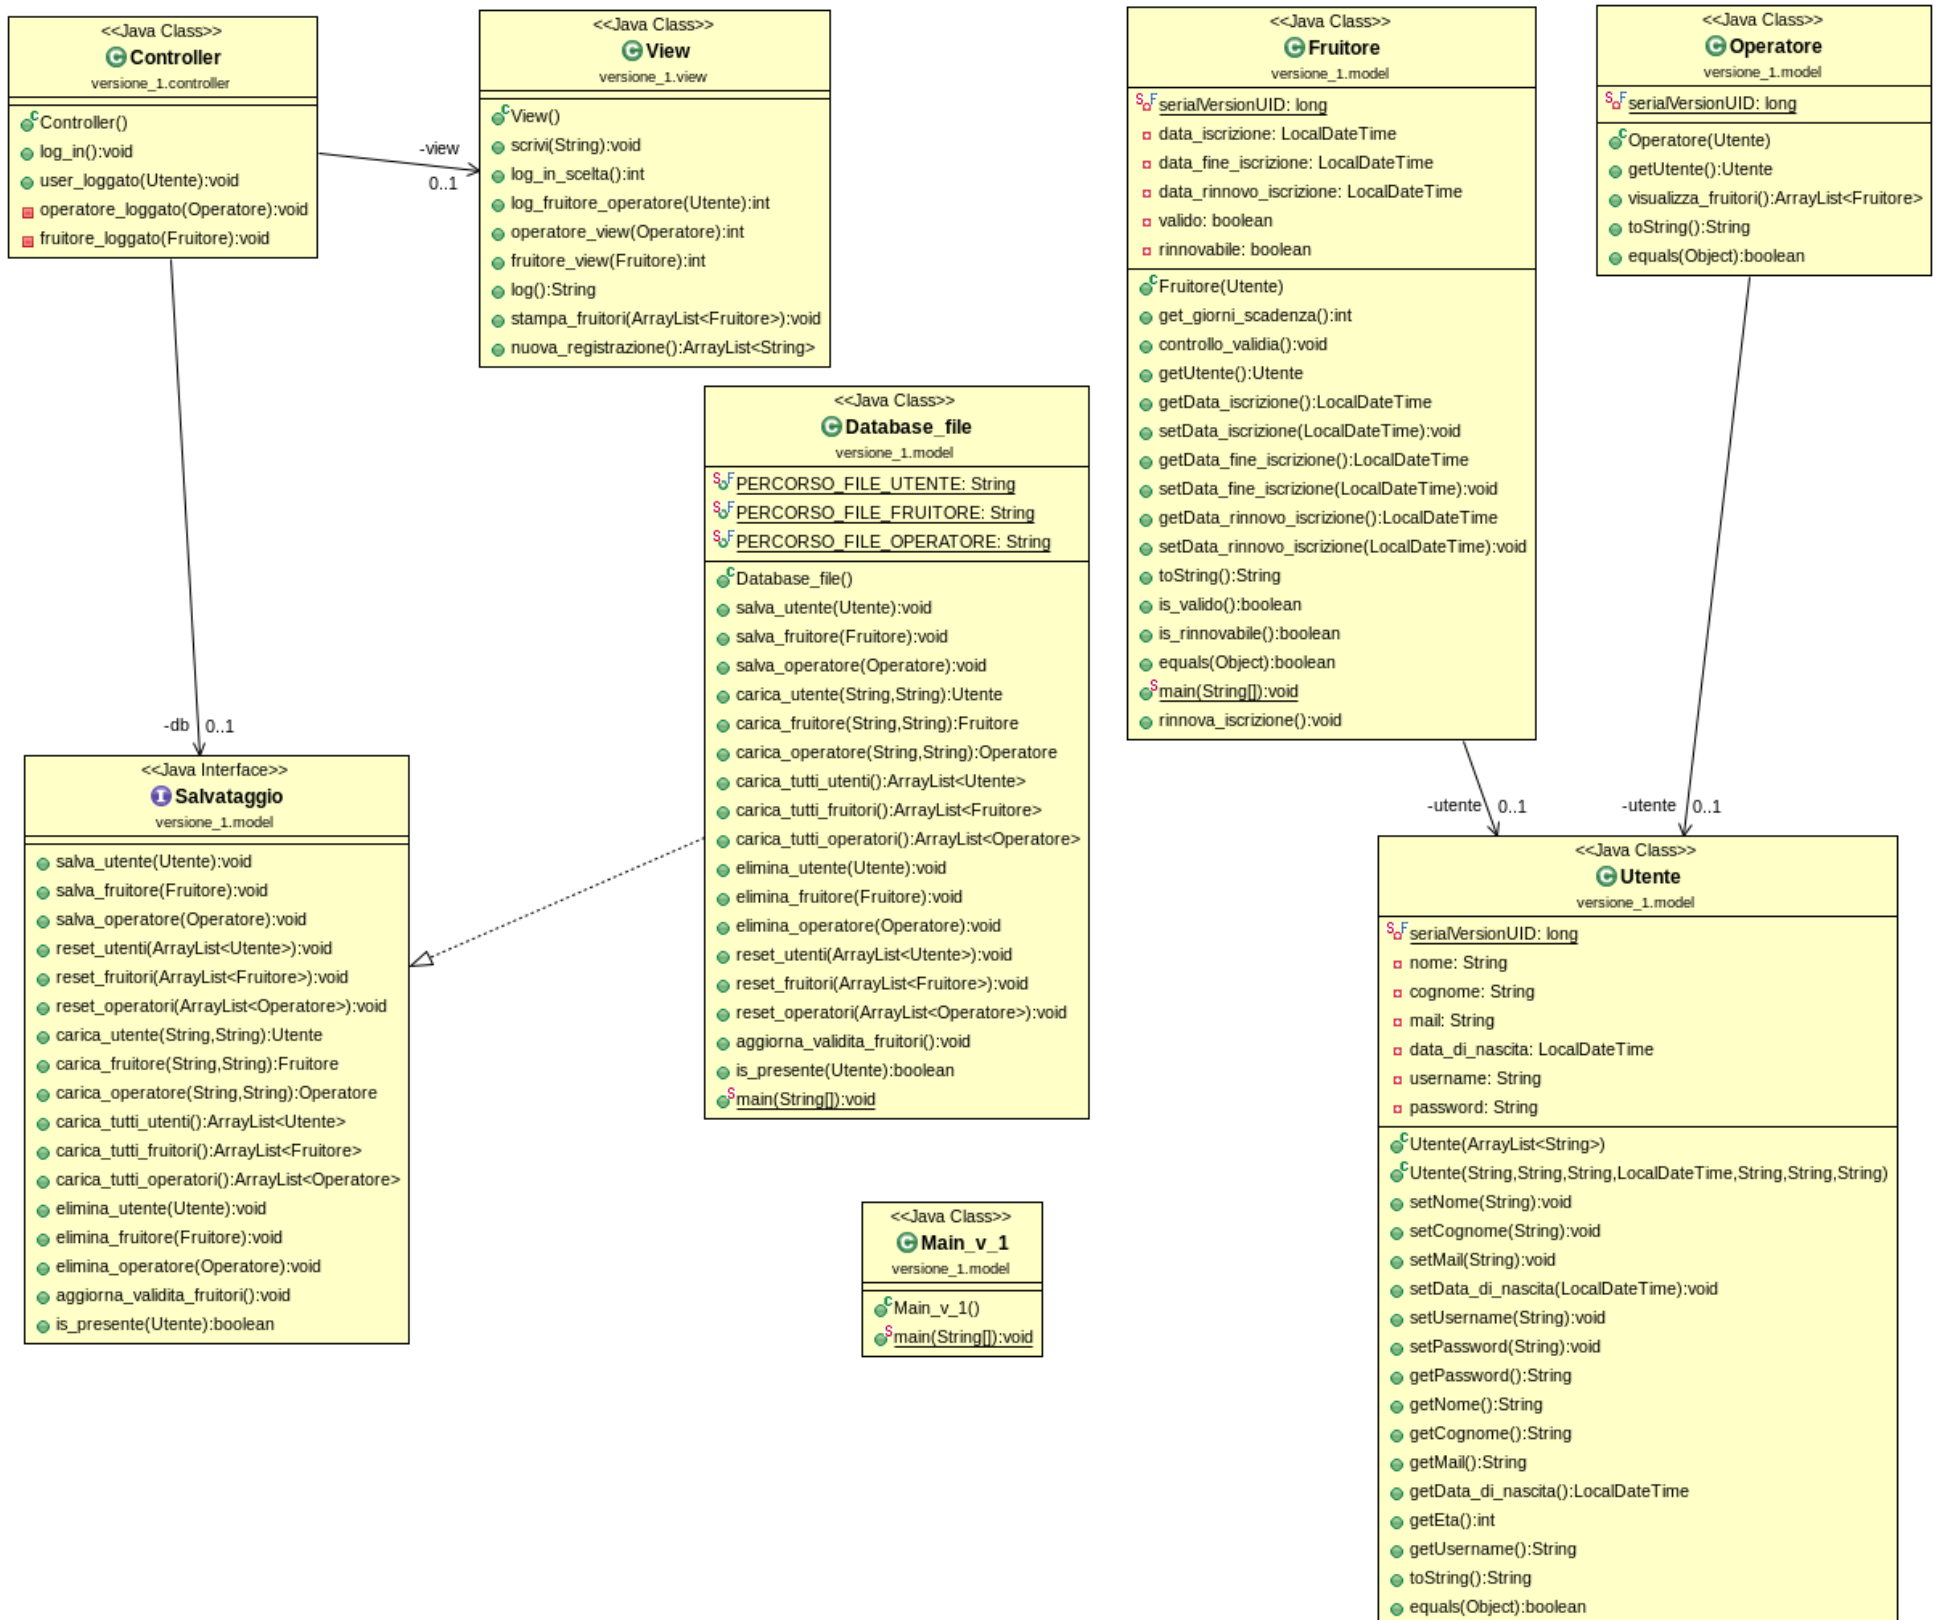 <<Java Class>>
Controller
versione_1.controller
Controller()
log_in():void
user_loggato(Utente):void
operatore_loggato(Operatore):void
fruitore_loggato(Fruitore):void
-view
0..1
<<Java Class>>
View
versione_1.view
View()
scrivi(String):void
log_in_scelta():int
log_fruitore_operatore(Utente):int
operatore_view(Operatore):int
fruitore_view(Fruitore):int
log():String
stampa_fruitori(ArrayList<Fruitore>):void
nuova_registrazione():ArrayList<String>
<<Java Class>>
Fruitore
versione_1.model
serialVersionUID: long
data_iscrizione: LocalDateTime
data_fine_iscrizione: LocalDateTime
data_rinnovo_iscrizione: LocalDateTime
valido: boolean
rinnovabile: boolean
Fruitore(Utente)
get_giorni_scadenza():int
controllo_validia():void
getUtente():Utente
getData_iscrizione():LocalDateTime
setData_iscrizione(LocalDateTime):void
getData_fine_iscrizione():LocalDateTime
setData_fine_iscrizione(LocalDateTime):void
getData_rinnovo_iscrizione():LocalDateTime
setData_rinnovo_iscrizione(LocalDateTime):void
toString():String
is_valido():boolean
is_rinnovabile():boolean
equals(Object):boolean
main(String[]):void
rinnova_iscrizione():void
<<Java Class>>
Operatore
versione_1.model
serialVersionUID: long
Operatore(Utente)
getUtente():Utente
visualizza_fruitori():ArrayList<Fruitore>
toString():String
equals(Object):boolean
<<Java Class>>
Database_file
versione_1.model
PERCORSO_FILE_UTENTE: String
PERCORSO_FILE_FRUITORE: String
PERCORSO_FILE_OPERATORE: String
Database_file()
salva_utente(Utente):void
salva_fruitore(Fruitore):void
salva_operatore(Operatore):void
carica_utente(String,String):Utente
carica_fruitore(String,String):Fruitore
carica_operatore(String,String):Operatore
carica_tutti_utenti():ArrayList<Utente>
carica_tutti_fruitori():ArrayList<Fruitore>
carica_tutti_operatori():ArrayList<Operatore>
elimina_utente(Utente):void
elimina_fruitore(Fruitore):void
elimina_operatore(Operatore):void
reset_utenti(ArrayList<Utente>):void
reset_fruitori(ArrayList<Fruitore>):void
reset_operatori(ArrayList<Operatore>):void
aggiorna_validita_fruitori():void
is_presente(Utente):boolean
main(String[]):void
-db 0..1
<<Java Interface>>
Salvataggio
versione_1.model
salva_utente(Utente):void
salva_fruitore(Fruitore):void
salva_operatore(Operatore):void
reset_utenti(ArrayList<Utente>):void
reset_fruitori(ArrayList<Fruitore>):void
reset_operatori(ArrayList<Operatore>):void
carica_utente(String,String):Utente
carica_fruitore(String,String):Fruitore
carica_operatore(String,String):Operatore
carica_tutti_utenti():ArrayList<Utente>
carica_tutti_fruitori():ArrayList<Fruitore>
carica_tutti_operatori():ArrayList<Operatore>
elimina_utente(Utente):void
elimina_fruitore(Fruitore):void
elimina_operatore(Operatore):void
aggiorna_validita_fruitori():void
is_presente(Utente):boolean
<<Java Class>>
Main_v_1
versione_1.model
Main_v_1()
main(String[]):void
-utente 0..1
-utente 0..1
<<Java Class>>
Utente
versione_1.model
serialVersionUID: long
nome: String
cognome: String
mail: String
data_di_nascita: LocalDateTime
username: String
password: String
Utente(ArrayList<String>)
Utente(String,String,String,LocalDateTime,String,String,String)
setNome(String):void
setCognome(String):void
setMail(String):void
setData_di_nascita(LocalDateTime):void
setUsername(String):void
setPassword(String):void
getPassword():String
getNome():String
getCognome():String
getMail():String
getData_di_nascita():LocalDateTime
getEta():int
getUsername():String
toString():String
equals(Object):boolean